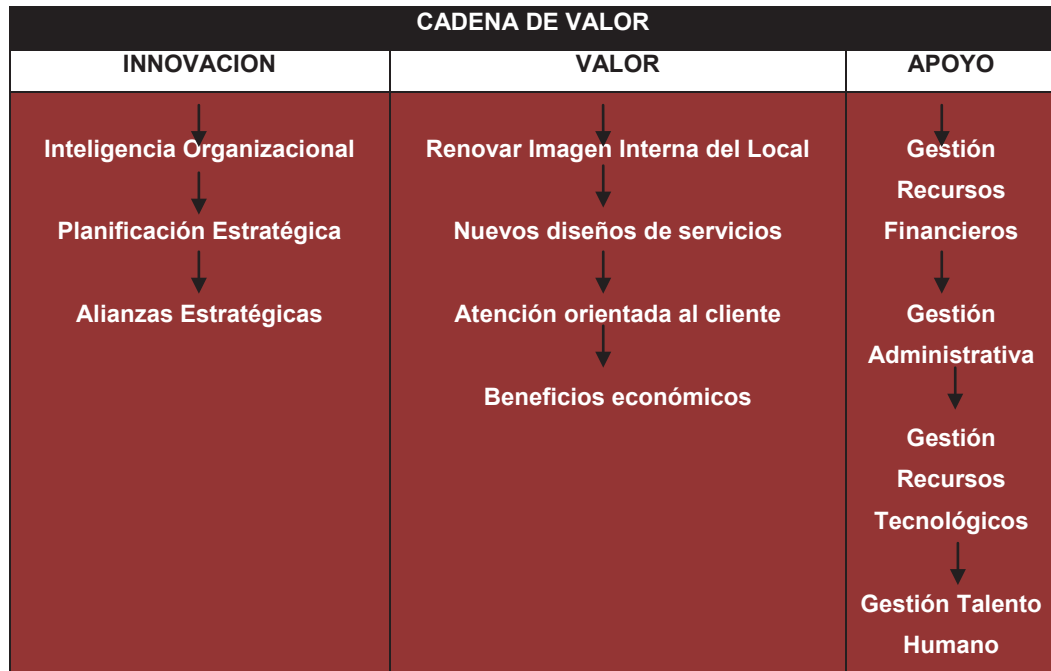 CADENA DE VALOR
INNOVACION
VALOR
APOYO
Inteligencia Organizacional
Planificación Estratégica
Alianzas Estratégicas
Renovar Imagen Interna del Local
Nuevos diseños de servicios
Atención orientada al cliente
Beneficios económicos
Gestión
Recursos
Financieros
Gestión
Administrativa
Gestión
Recursos
Tecnológicos
Gestión Talento
Humano